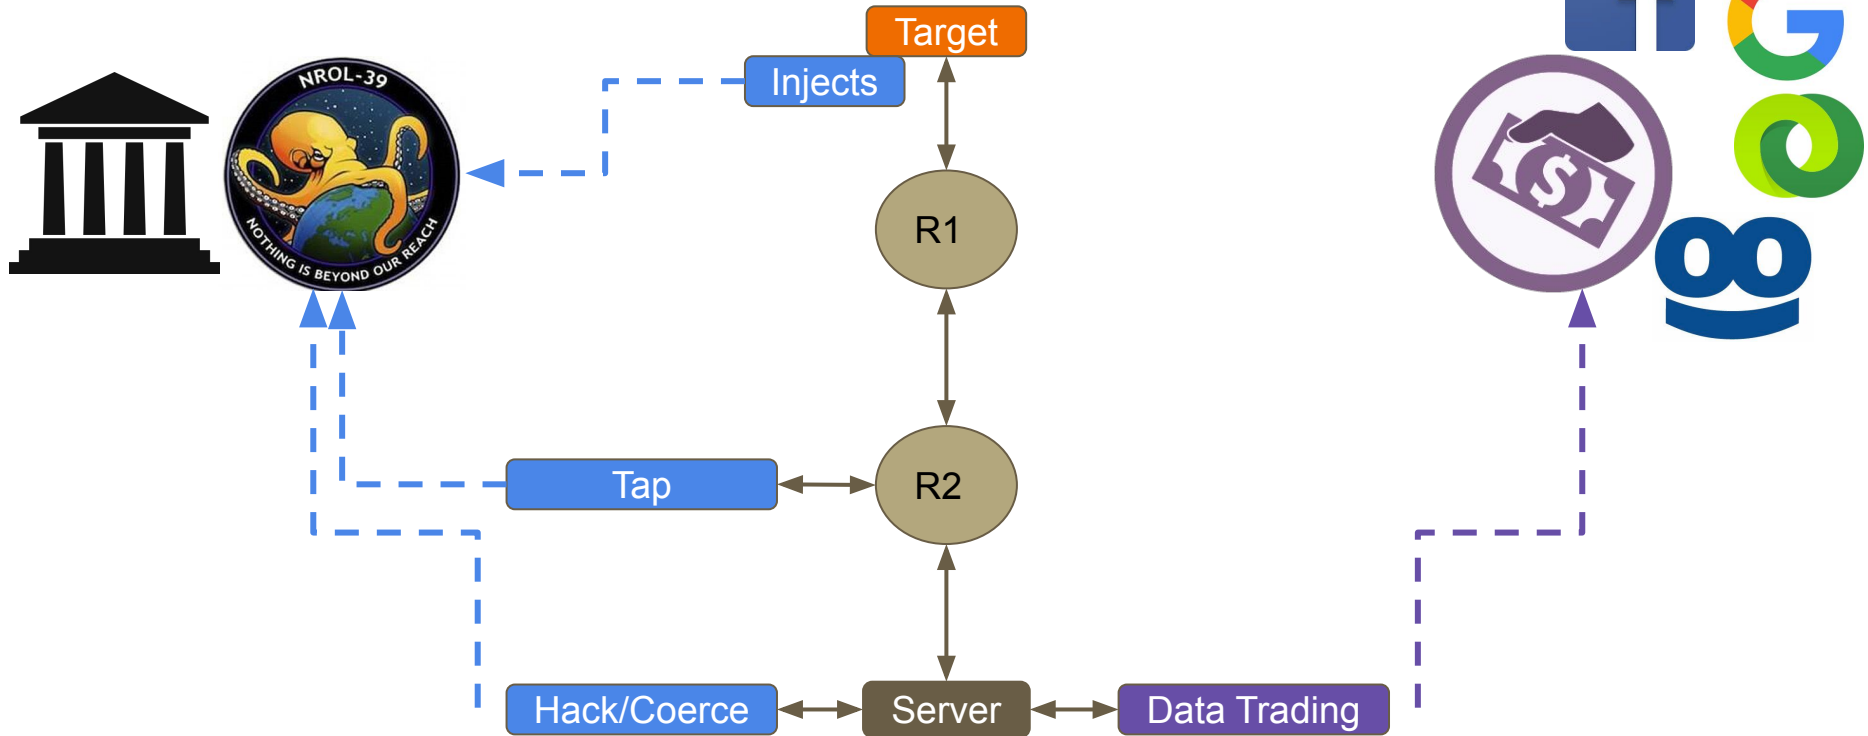 Target
Injects
NROL-39
NOTHING IS BEYOND OUR REACH
$
R1
R2
Tap
Hack/Coerce
Server
Data Trading